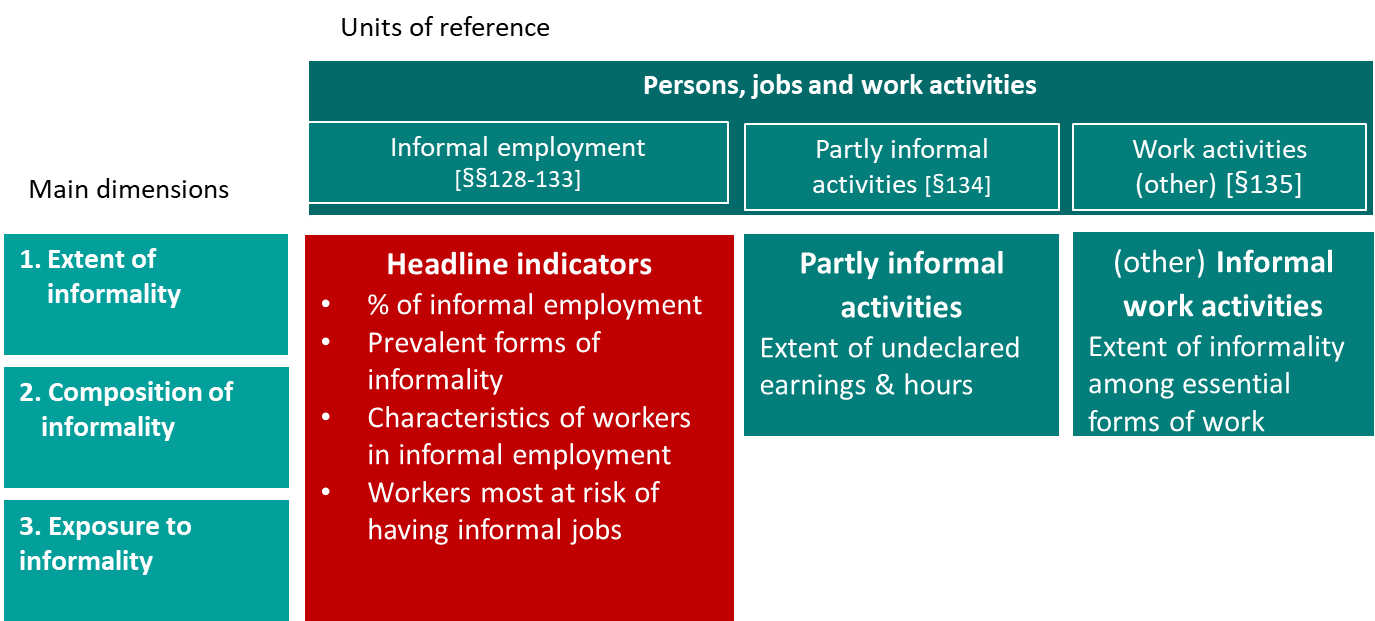 Units of reference
Persons, jobs and work activities
Informal employment
[§§128-133]
Partly informal
activities [§134]
Work activities
(other) [§135]
Main dimensions
1. Extent of
informality
2. Composition of
informality
3. Exposure to
informality
Headline indicators
• % of informal employment
• Prevalent forms of
informality
• Characteristics of workers
in informal employment
• Workers most at risk of
having informal jobs
Partly informal
activities
Extent of undeclared
earnings & hours
(other) Informal
work activities
Extent of informality
among essential
forms of work